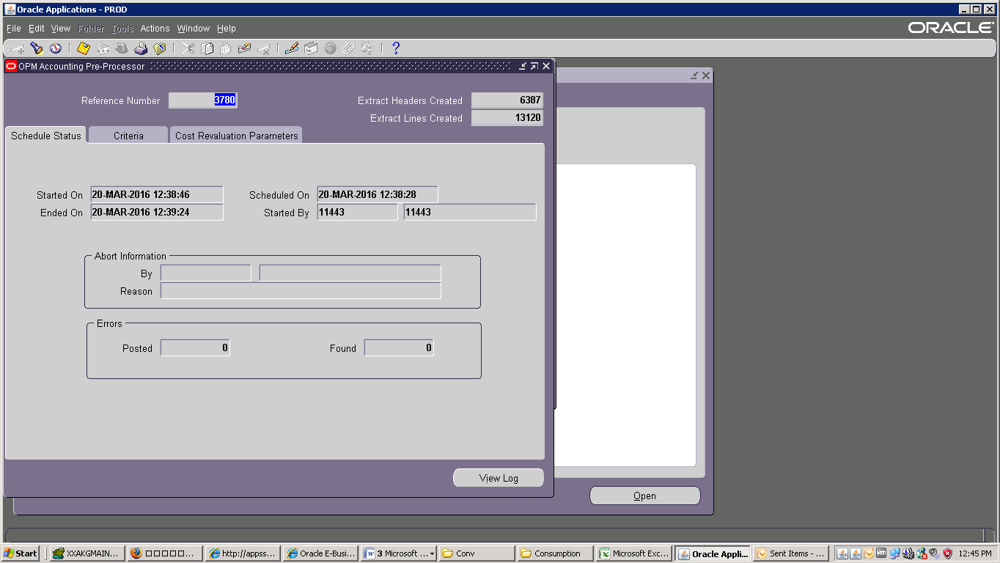 Oracle Applications - PROD
File Edit View Folder Tools Actions Window Help
ORACLE
OPM Accounting Pre-Processor
Reference Number 3780 Extract Headers Created 6387
Extract Lines Created 13120
Schedule Status Criteria Cost Revaluation Parameters
Started On 20-MAR-2016 12:38:46 Scheduled On 20-MAR-2016 12:38:28
Ended On 20-MAR-2016 12:39:24 Started By 11443 11443
Abort Information
By
Reason
Errors
Posted 0 Found 0
View Log
Open
Start XXAKGMAIN... http://appss... Oracle E-Busi... 3 Microsoft ... Conv Consumption Microsoft Exc... Oracle Appli... Sent Items - ... 12:45 PM